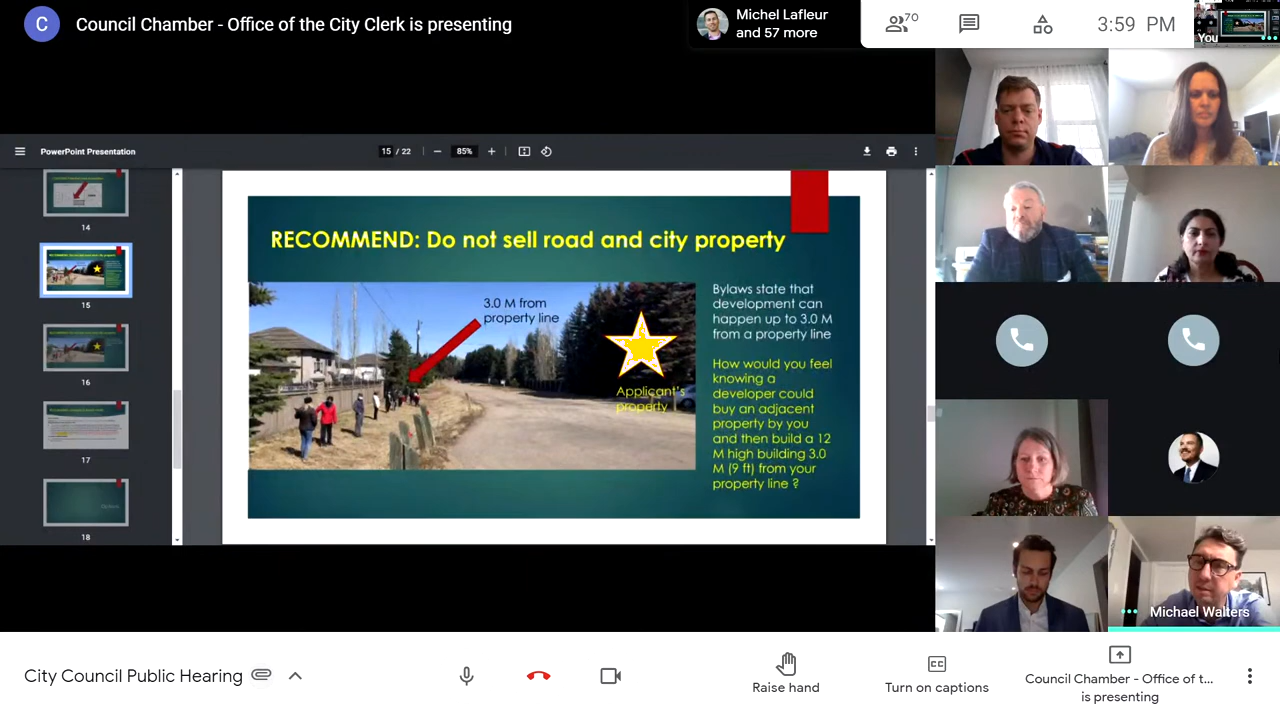 C
Council Chamber - Office of the City Clerk is presenting
Michel Lafleur
and 57 more
70
3:59 PM
You
PowerPoint Presentation
15 / 22
85%
14
15
16
17
18
RECOMMEND: Do not sell road and city property
3.0 M from
property line
Applicant's
property
Bylaws state that
development can
happen up to 3.0 M
from a property line
How would you feel
knowing a
developer could
buy an adjacent
property by you
and then build a 12
M high building 3.0
M (9 ft) from your
property line ?
Michael Walters
City Council Public Hearing
Raise hand
CC
Turn on captions
Council Chamber - Office of t...
is presenting